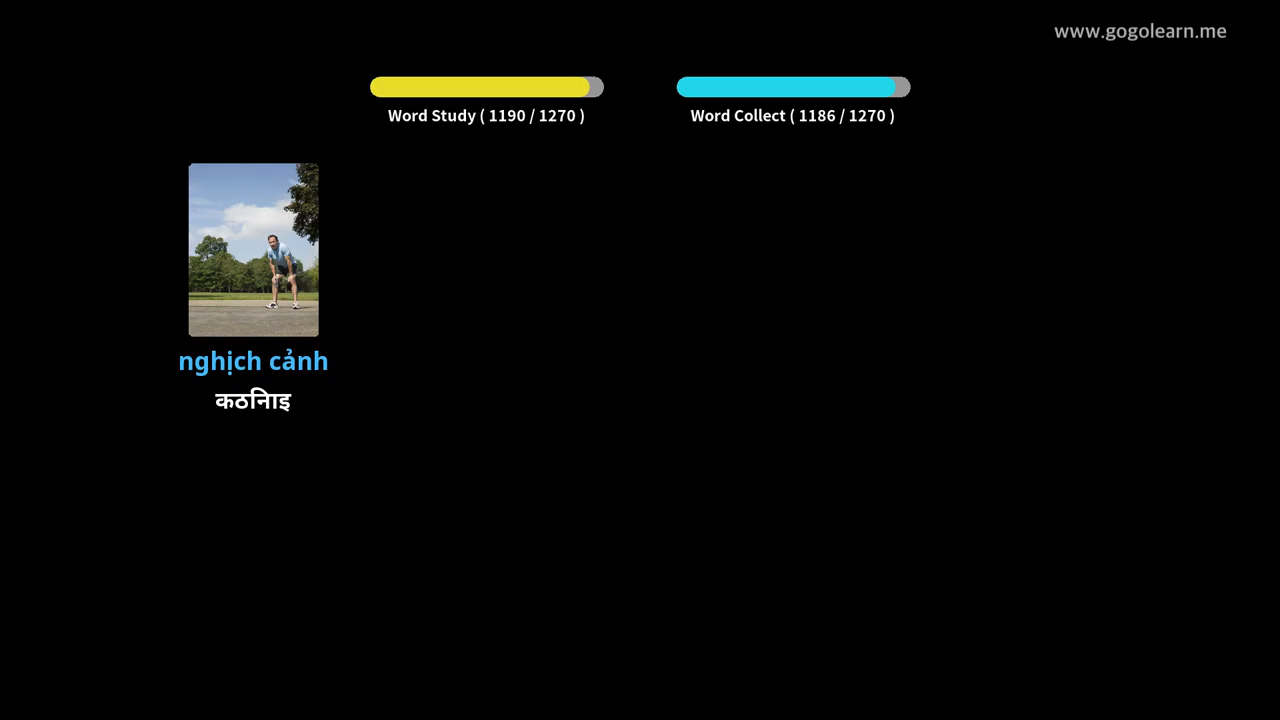 www.gogolearn.me
Word Study ( 1190 / 1270 )
Word Collect ( 1186 / 1270 )
nghịch cảnh
कठिनाइ